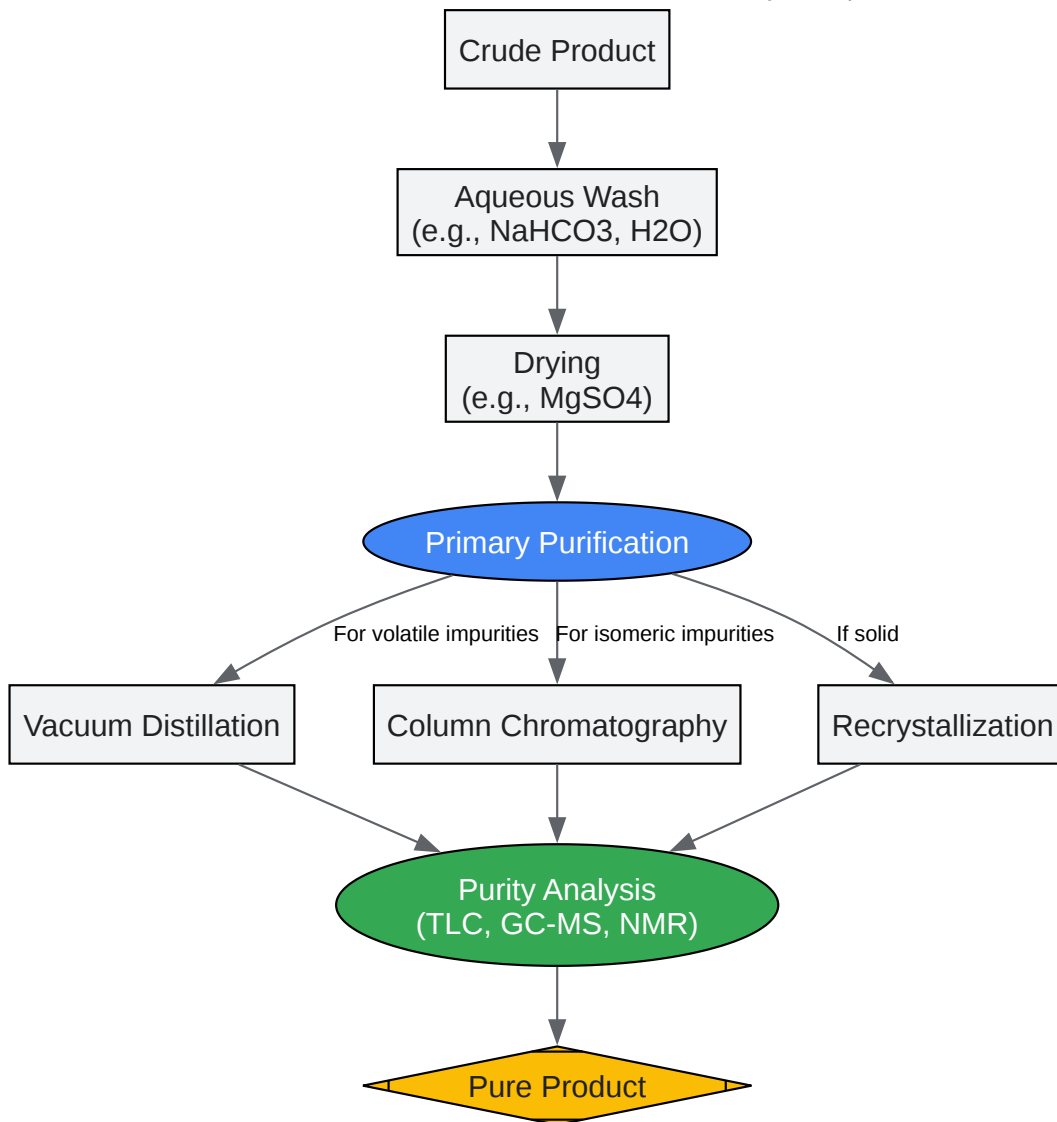 Crude Product
Aqueous Wash
(e.g., NaHCO3, H2O)
Drying
(e.g., MgSO4)
Primary Purification
For volatile impurities
For isomeric impurities
If solid
Vacuum Distillation
Column Chromatography
Recrystallization
Purity Analysis
(TLC, GC-MS, NMR)
Pure Product